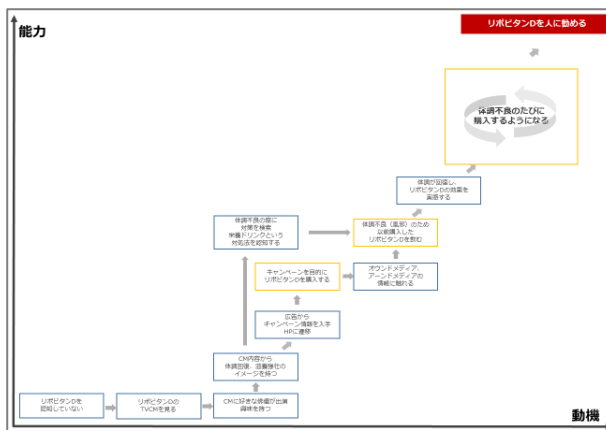 能力
リポビタンDを人に勧める
体調不良のたびに
購入するようになる
体調が回復し、
リポビタンDの効果を
実感する
体調不良の際に
対策を検索
栄養ドリンクという
対処法を認知する
体調不良（風邪）のため
以前購入した
リポビタンDを飲む
キャンペーンを目的に
リポビタンDを購入する
オウンドメディア、
アーンドメディアの
情報に触れる
広告から
キャンペーン情報を入手
HPに遷移
CM内容から
体調回復、滋養強壮の
イメージを持つ
リポビタンDを
認知していない
リポビタンDの
TVCMを見る
CMに好きな俳優が出演
興味を持つ
動機